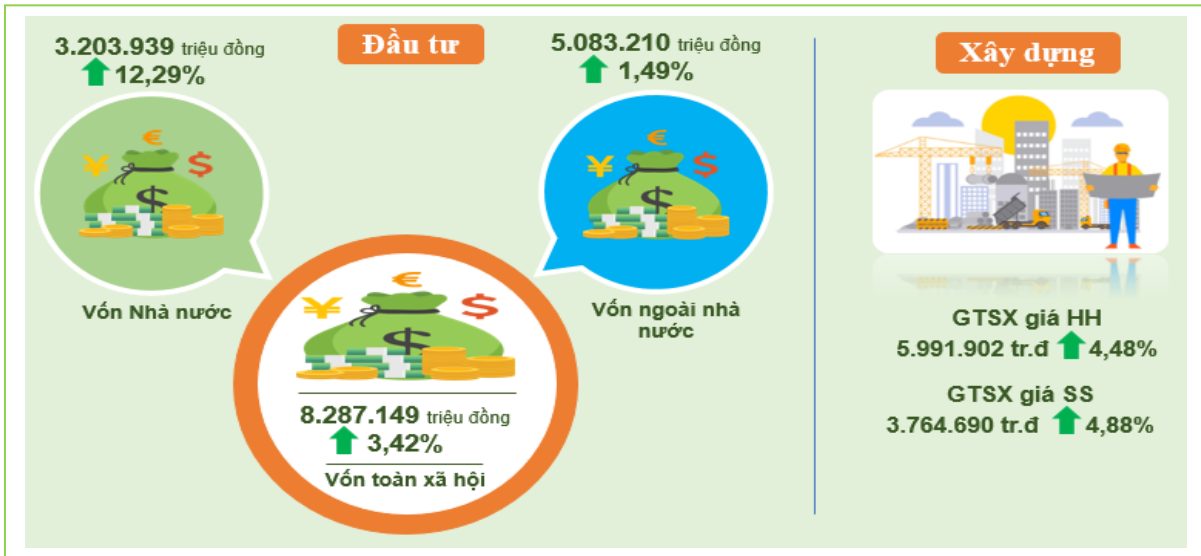 Đầu tư
3.203.939 triệu đồng
12,29%
Vốn Nhà nước
5.083.210 triệu đồng
1,49%
Vốn ngoài nhà
nước
8.287.149 triệu đồng
3,42%
Vốn toàn xã hội
Xây dựng
GTSX giá HH
5.991.902 tr.đ 4,48%
GTSX giá SS
3.764.690 tr.đ 4,88%